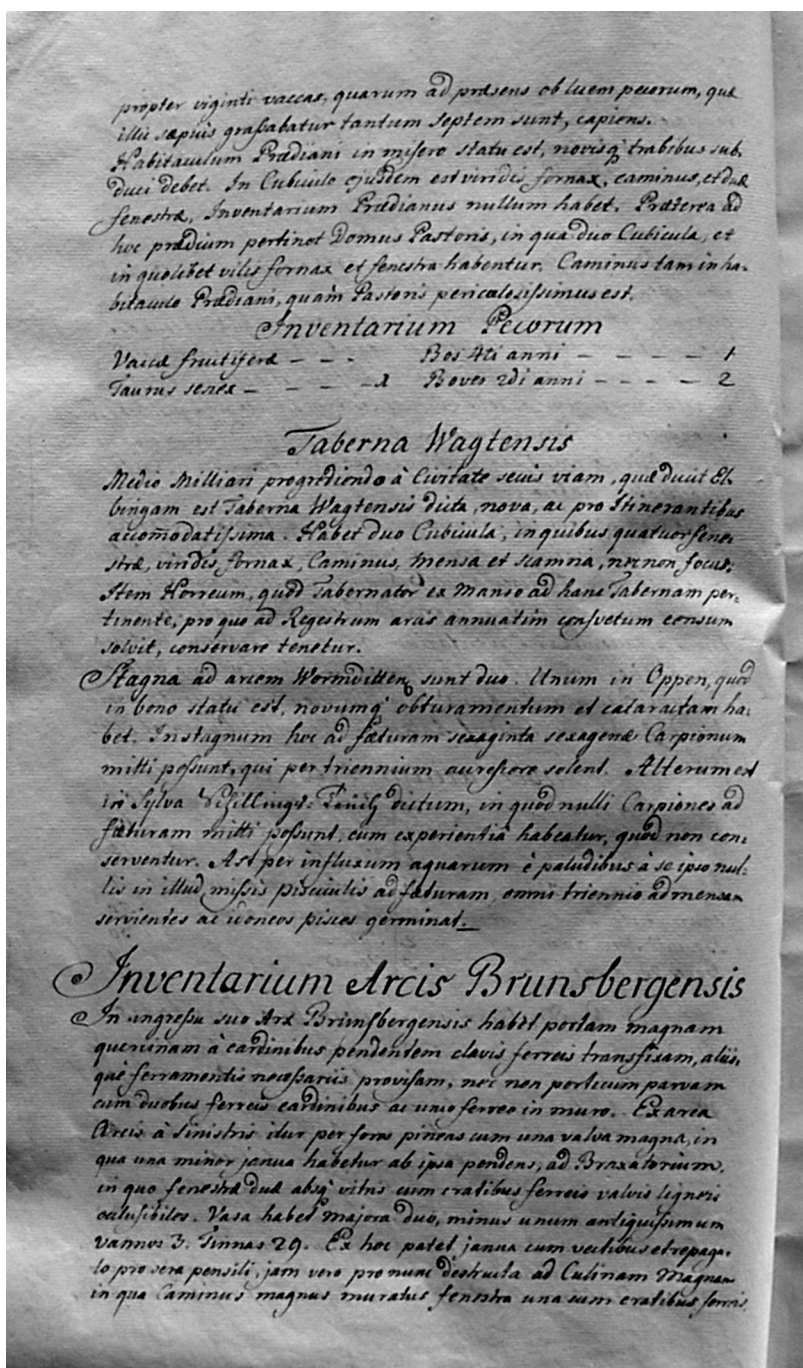 propter viginti vaccas, quarum ad præsens ob luem pecorum, quæ
illic sæpius graſsabatur tantum septem sunt, capiens.
Habitaculum Prædiani in misero statu est, novisq́ trabibus sub-
duci debet. In Cubiculo ejusdem est viridis fornax, caminus, et duæ
fenestræ, Inventarium Prædianus nullum habet. Præterea ad
hoc prædium pertinet Domus Pastoris, in qua duo Cubicula, et
in quolibet vilis fornax et fenestra habentur. Caminus tam in ha-
bitaculo Prædiani, quam Pastoris periculosiſsimus est.
Inventarium Pecorum
Vaccæ fructiferæ – – - Bos 4ti anni – – – – – 1
Taurus senex – – – – 1 Boves 2di anni – – – – – 2
Taberna Wagtensis
Medio Milliari progrediendo à Civitate secus viam, quæ ducit El-
bingam est Taberna Wagtensis dicta, nova, ac pro Itinerantibus
accom̄odatiſsima. Habet duo Cubicula, in quibus quatuor fene-
stræ, viridis fornax, Caminus, mensa et scamna, nec non focus.
Item Horreum, quod Tabernator ex Manso ad hanc Tabernam per-
tinente, pro quo ad Regestrum arcis annuatim consvetum censum
solvit, conservare tenetur.
Stagna ad arcem Wormditten sunt duo. Unum in Oppen, quod
in bono statu est, novumq́ obturamentum et cataractam ha-
bet. In stagnum hoc ad fæturam sexaginta sexagenæ Carpionum
mitti poſsunt, qui per triennium accrescere solent. Alterum est
in Sylva dictum, in quod nulli Carpiones ad
fæturam mitti poſsunt, cum experientia habeatur, quod non con-
serventur. Ast per influxum aquarum è paludibus à se ipso nul-
lis in illud miſsis pisciculis ad fæturam, omni triennio ad mensam
servientes ac idoneos pisces germinat.
Inventarium Arcis Brunsbergensis
In ingreſsu suo Arx Brunsbergensis habet portam magnam
quercinam à cardinibus pendentem clavis ferreis transfixam, aliis-
que ferramentis neceſsariis provisam, nec non porticum parvam
cum duobus ferreis cardinibus ac unco ferreo in muro. Ex area
Arcis à sinistris itur per fores pineas cum una valva magna, in
qua una minor janua habetur ab ipsa pendens, ad Braxatorium,
in quo fenestræ duæ absq́ vitris cum cratibus ferreis valvis ligneis
oclusibiles. Vasa habet majora duo, minus unum antiquiſsimum
vannos 3. Tinnas 29. Ex hoc patet janua cum vectibus et repagu-
lo pro sera pensili, jam vero pro nunc destructa ad Culinam Magnam
in qua Caminus magnus muratus fenestra una cum cratibus ferreis